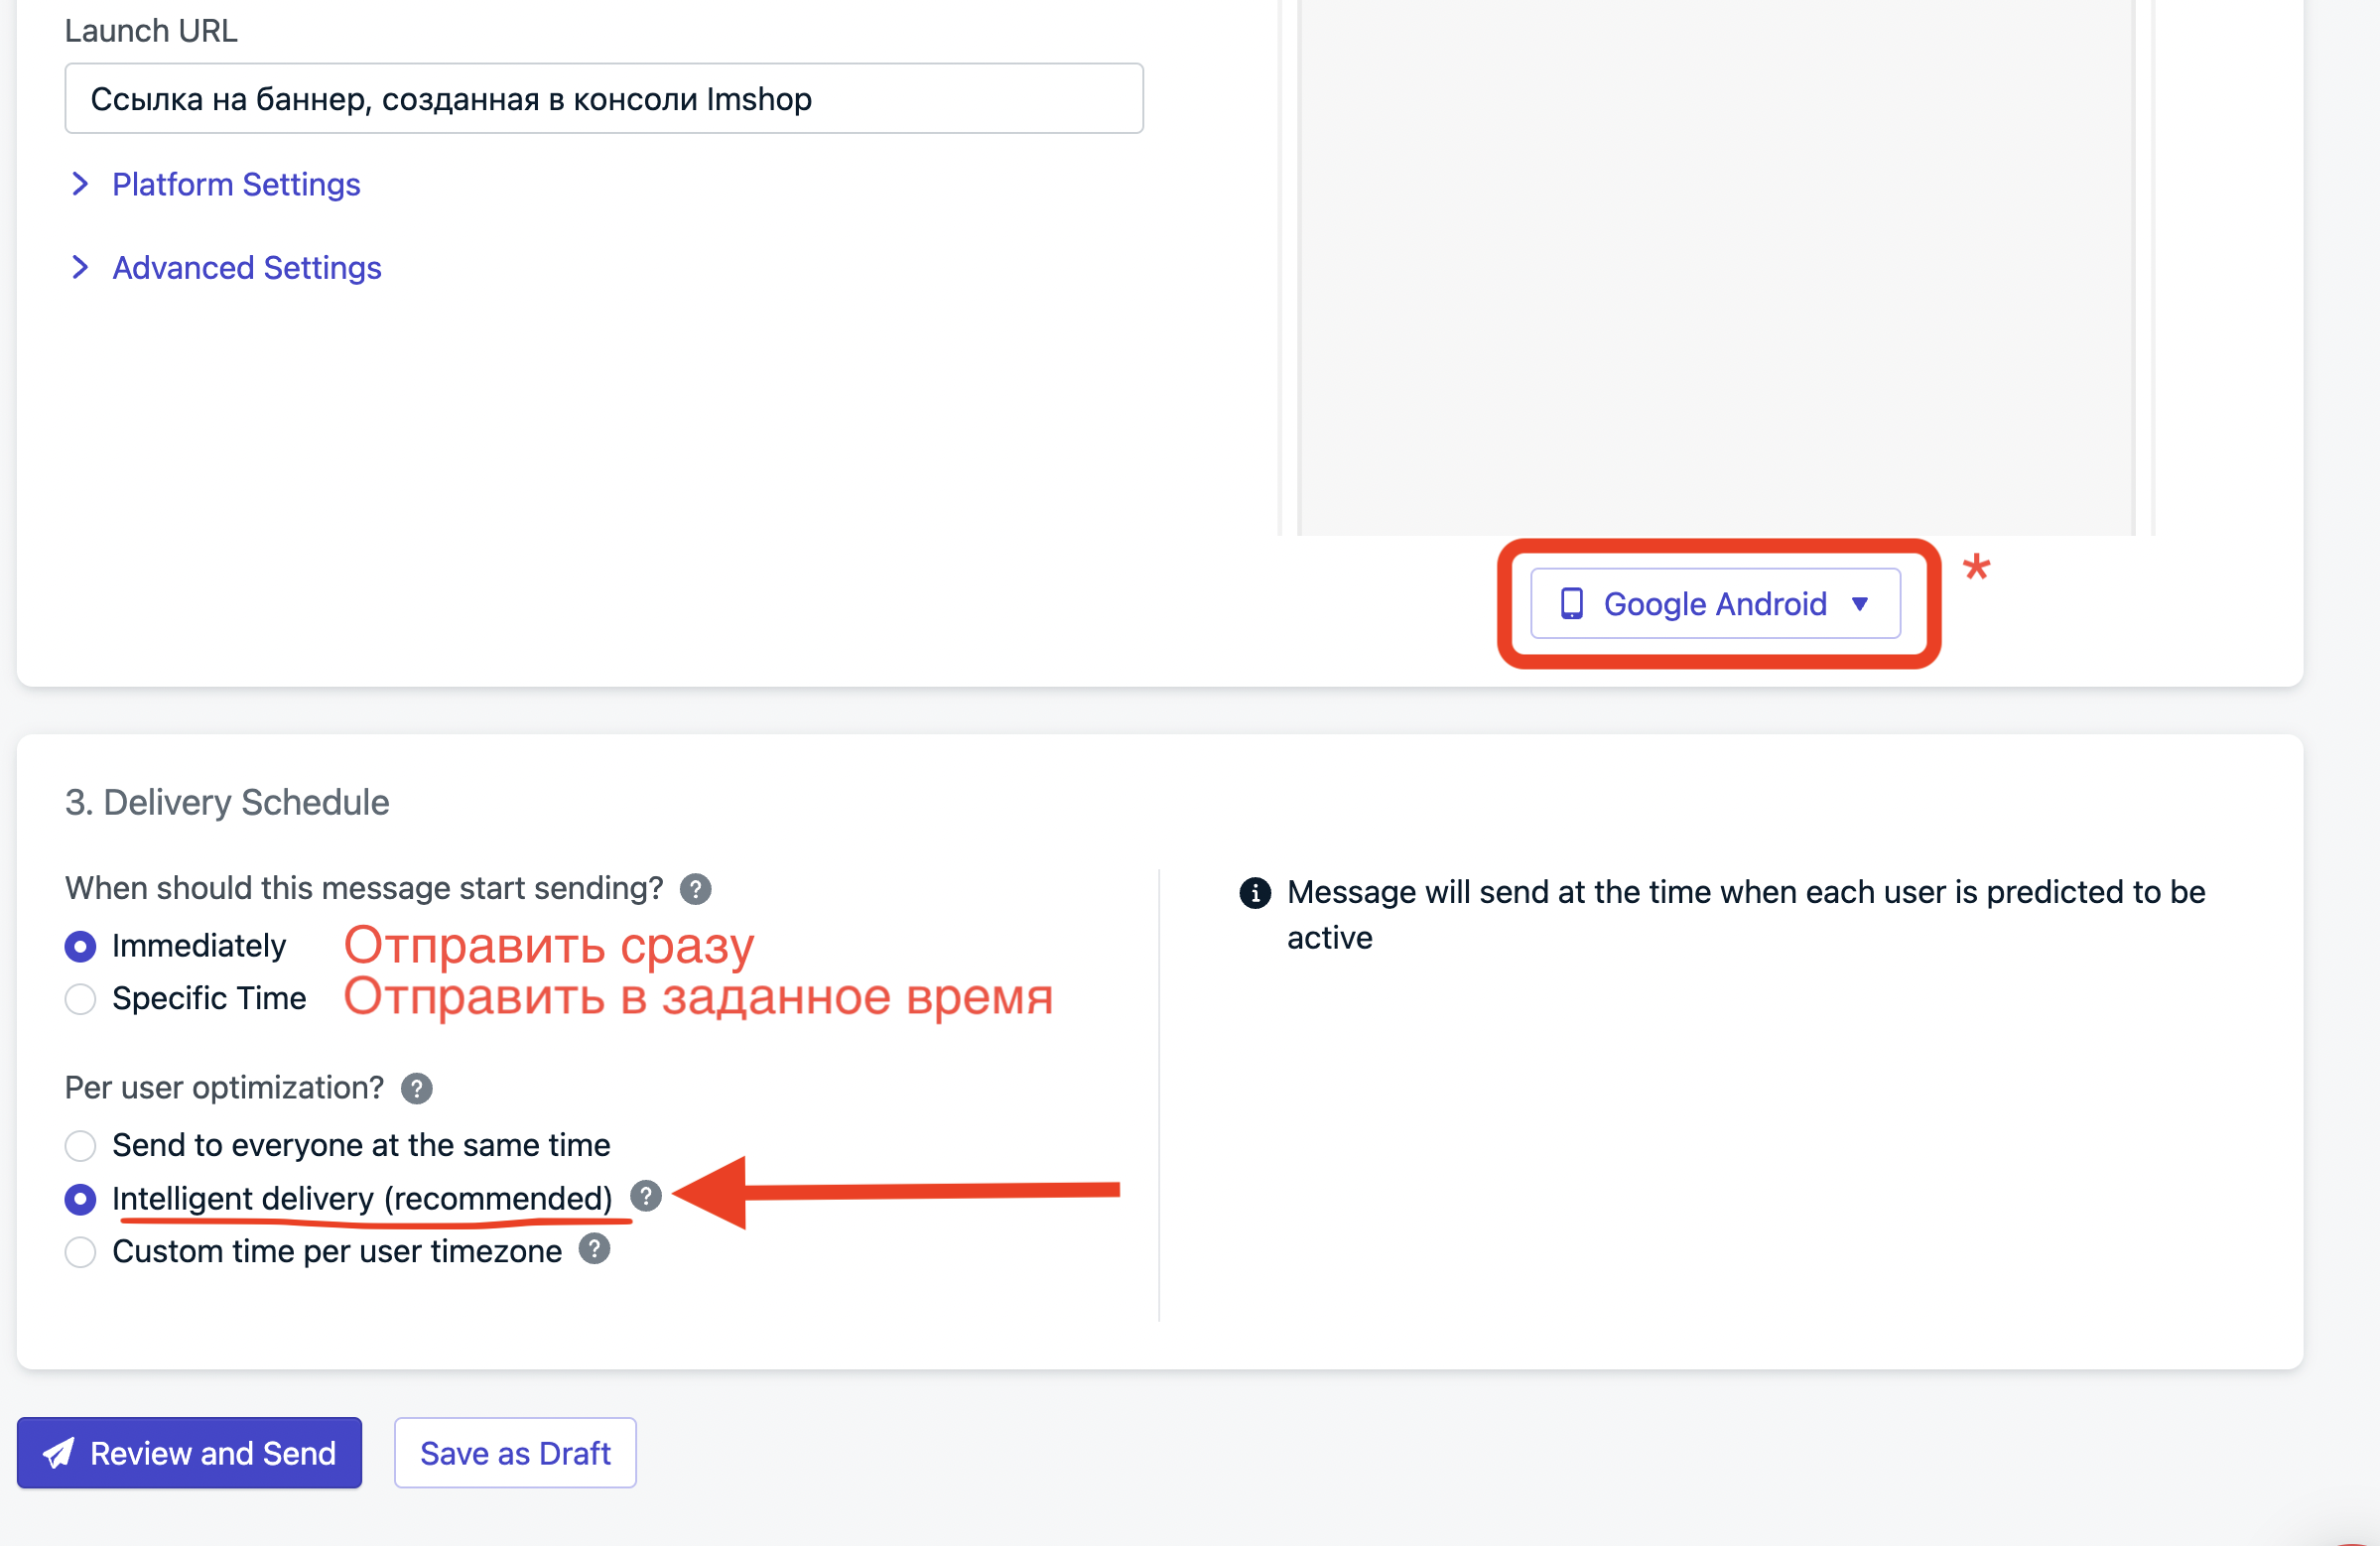 Launch URL
Ссылка на баннер, созданная в консоли Imshop
Platform Settings
Advanced Settings
Google Android
*
3. Delivery Schedule
When should this message start sending? ?
Immediately Отправить сразу
Specific Time Отправить в заданное время
Per user optimization? ?
Send to everyone at the same time
Intelligent delivery (recommended) ?
Custom time per user timezone ?
Message will send at the time when each user is predicted to be
active
Review and Send
Save as Draft